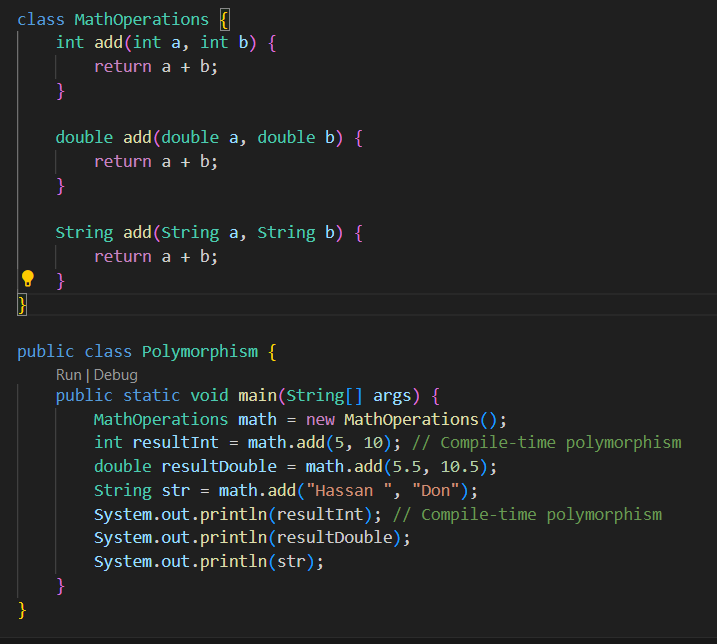 class MathOperations {
    int add(int a, int b) {
        return a + b;
    }

    double add(double a, double b) {
        return a + b;
    }

    String add(String a, String b) {
        return a + b;
    }
}

public class Polymorphism {
    Run | Debug
    public static void main(String[] args) {
        MathOperations math = new MathOperations();
        int resultInt = math.add(5, 10); // Compile-time polymorphism
        double resultDouble = math.add(5.5, 10.5);
        String str = math.add("Hassan ", "Don");
        System.out.println(resultInt); // Compile-time polymorphism
        System.out.println(resultDouble);
        System.out.println(str);
    }
}